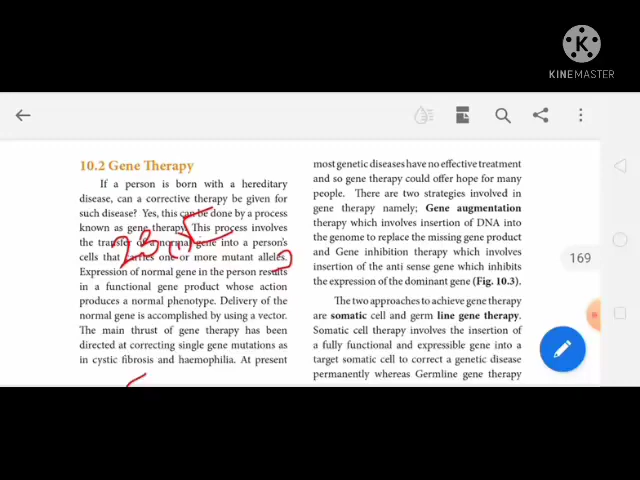 KINEMASTER
10.2 Gene Therapy
If a person is born with a hereditary
disease, can a corrective therapy be given for
such disease? Yes, this can be done by a process
known as gene therapy. This process involves
the transfer of a normal gene into a person's
cells that carries one or more mutant alleles.
Expression of normal gene in the person results
in a functional gene product whose action
produces a normal phenotype. Delivery of the
normal gene is accomplished by using a vector.
The main thrust of gene therapy has been
directed at correcting single gene mutations as
in cystic fibrosis and haemophilia. At present
most genetic diseases have no effective treatment
and so gene therapy could offer hope for many
people. There are two strategies involved in
gene therapy namely; Gene augmentation
therapy which involves insertion of DNA into
the genome to replace the missing gene product
and Gene inhibition therapy which involves
insertion of the anti sense gene which inhibits
the expression of the dominant gene (Fig. 10.3).
The two approaches to achieve gene therapy
are somatic cell and germ line gene therapy.
Somatic cell therapy involves the insertion of
a fully functional and expressible gene into a
target somatic cell to correct a genetic disease
permanently whereas Germline gene therapy
169